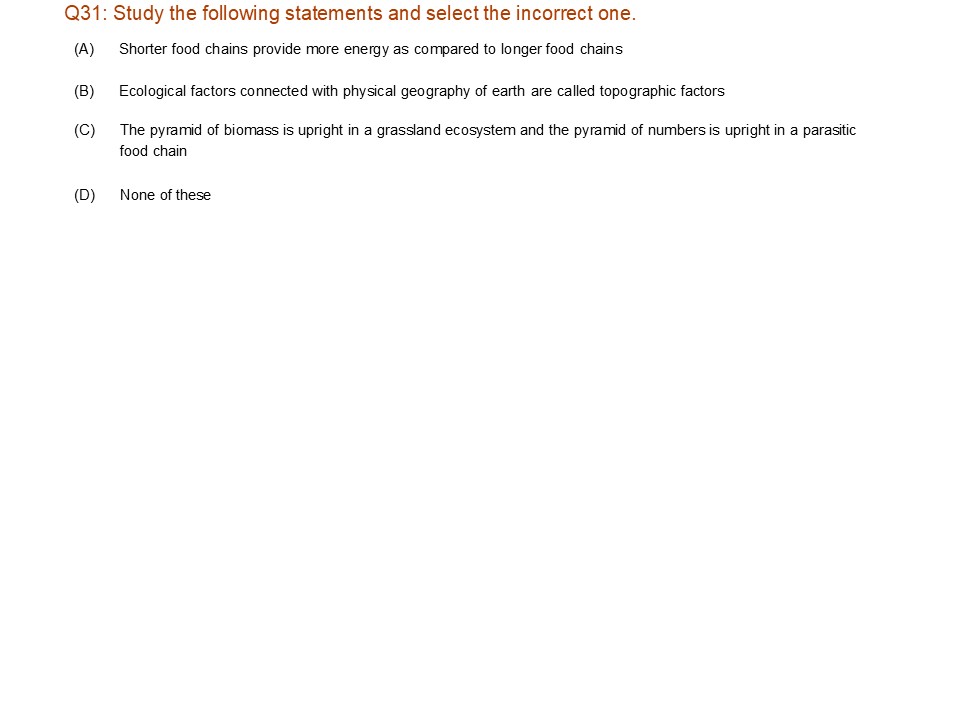 Q31: Study the following statements and select the incorrect one.
(A) Shorter food chains provide more energy as compared to longer food chains
(B) Ecological factors connected with physical geography of earth are called topographic factors
(C) The pyramid of biomass is upright in a grassland ecosystem and the pyramid of numbers is upright in a parasitic
food chain
(D) None of these